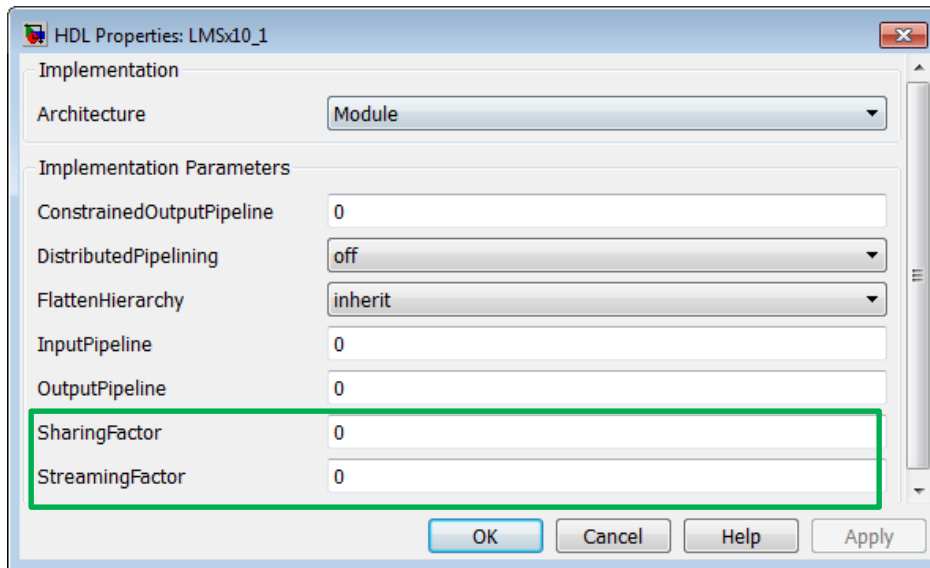 HDL Properties: LMSx10_1
Implementation
Architecture Module
Implementation Parameters
ConstrainedOutputPipeline 0
DistributedPipelining off
FlattenHierarchy inherit
InputPipeline 0
OutputPipeline 0
SharingFactor 0
StreamingFactor 0
OK Cancel Help Apply